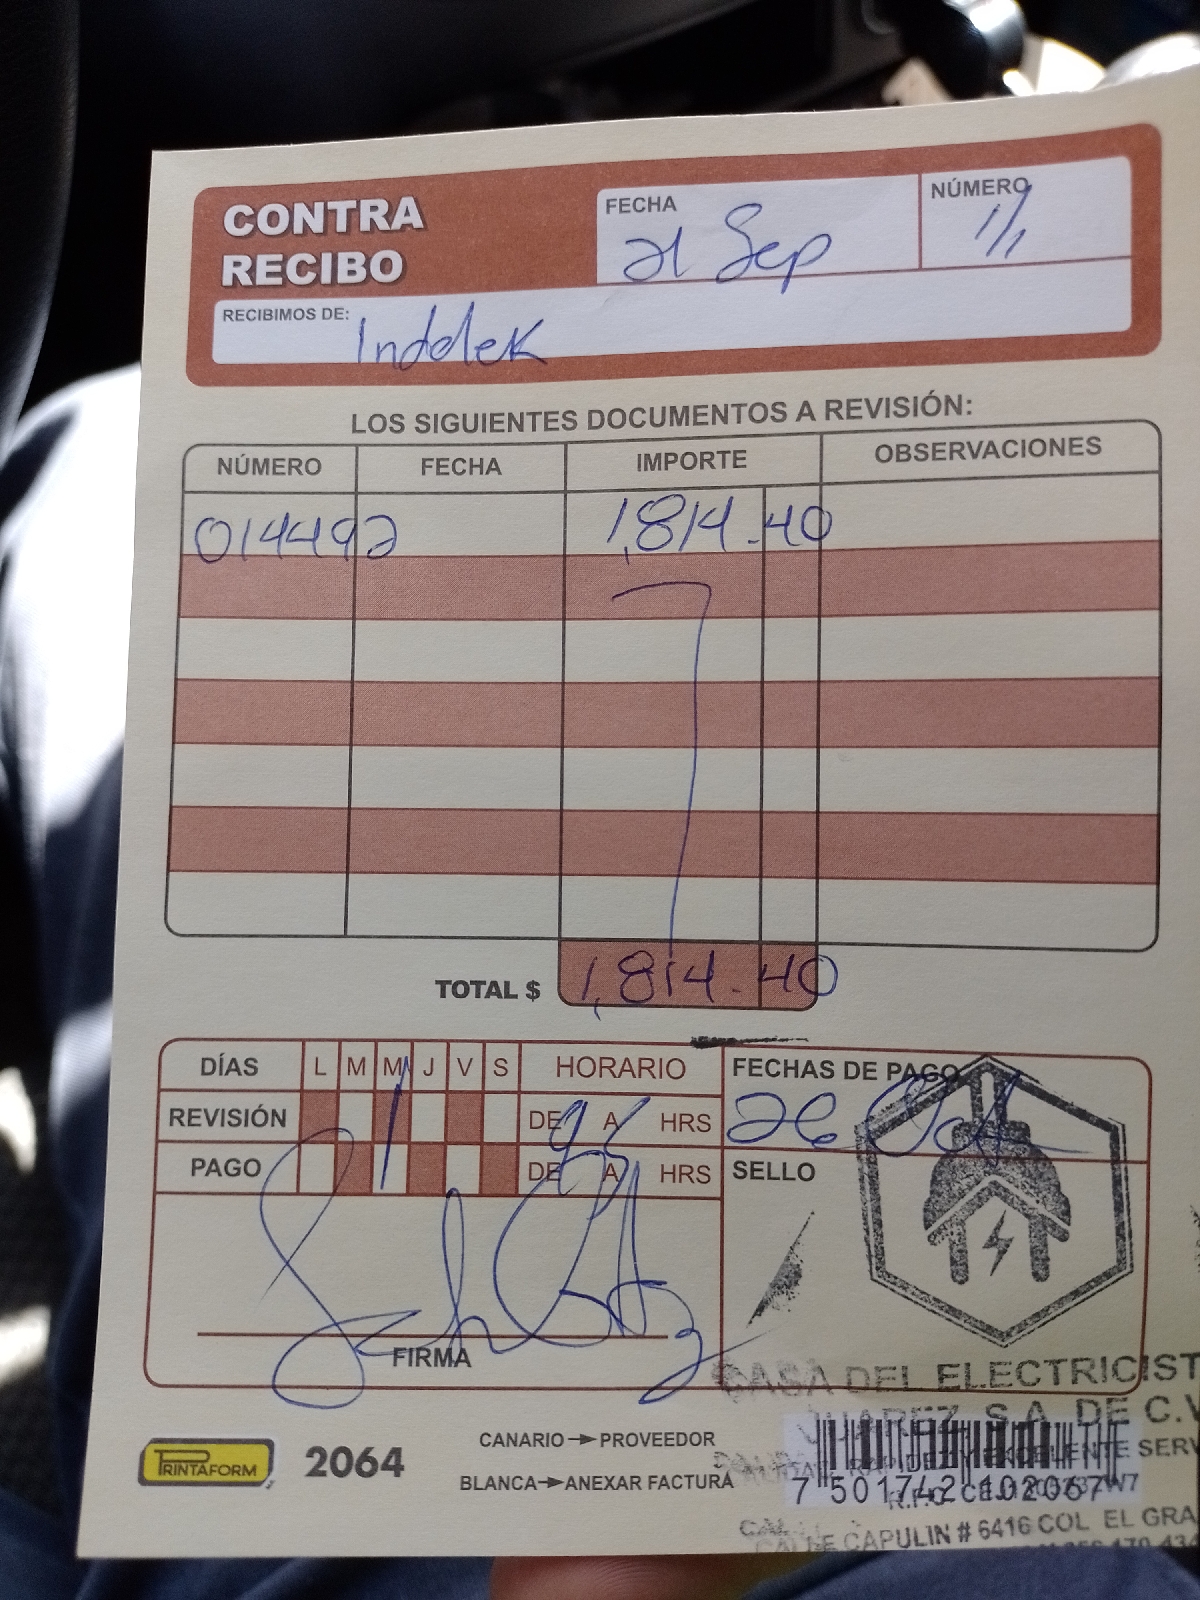 CONTRA
RECIBO
FECHA
21 Sep
NÚMERO
1/1
RECIBIMOS DE:
Indelek
LOS SIGUIENTES DOCUMENTOS A REVISIÓN:
NÚMERO FECHA IMPORTE OBSERVACIONES
014492 1,814.40
TOTAL $ 1,814.40
DÍAS L M M J V S HORARIO
REVISIÓN DE A HRS
PAGO DE A HRS
FECHAS DE PAGO
26 Oct
SELLO
FIRMA
CASA DEL ELECTRICIST
JUAREZ, S.A. DE C.V
PRINTAFORM
2064
CANARIO→PROVEEDOR
BLANCA→ANEXAR FACTURA
7 501742 102067
CALLE CAPULIN # 6416 COL EL GRA